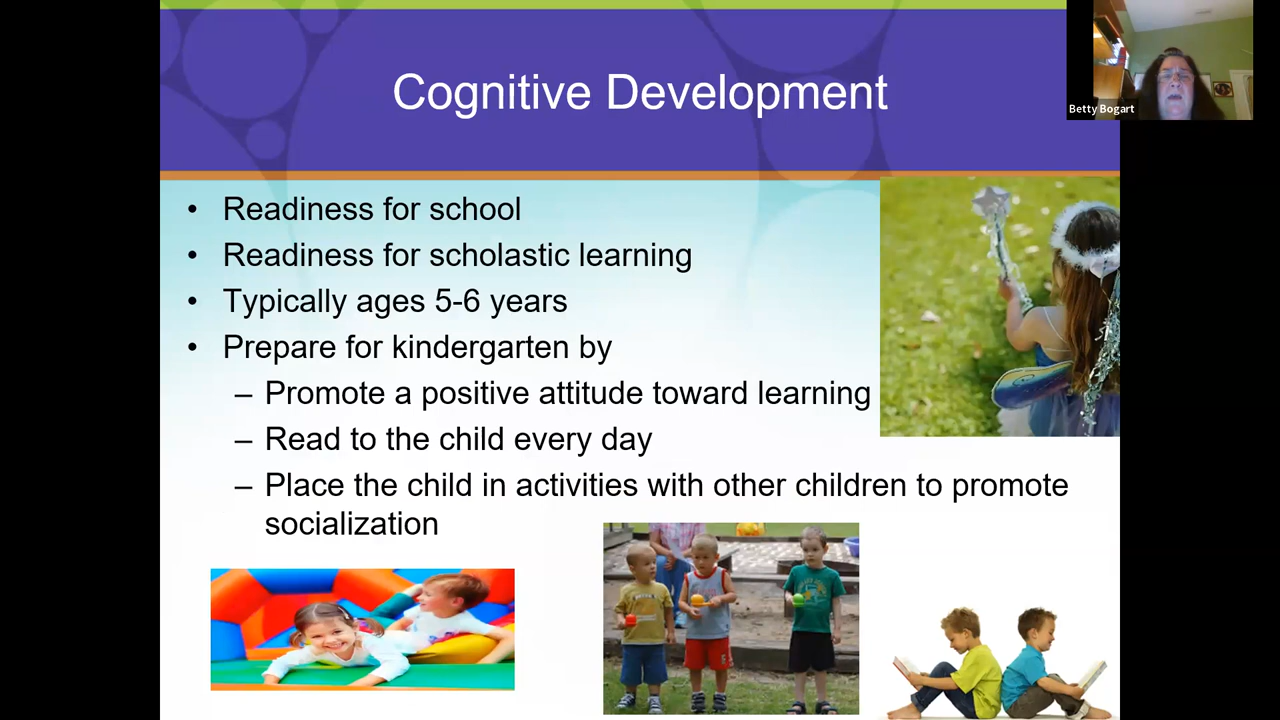 Cognitive Development
Betty Bogart
• Readiness for school
• Readiness for scholastic learning
• Typically ages 5-6 years
• Prepare for kindergarten by
– Promote a positive attitude toward learning
– Read to the child every day
– Place the child in activities with other children to promote
socialization